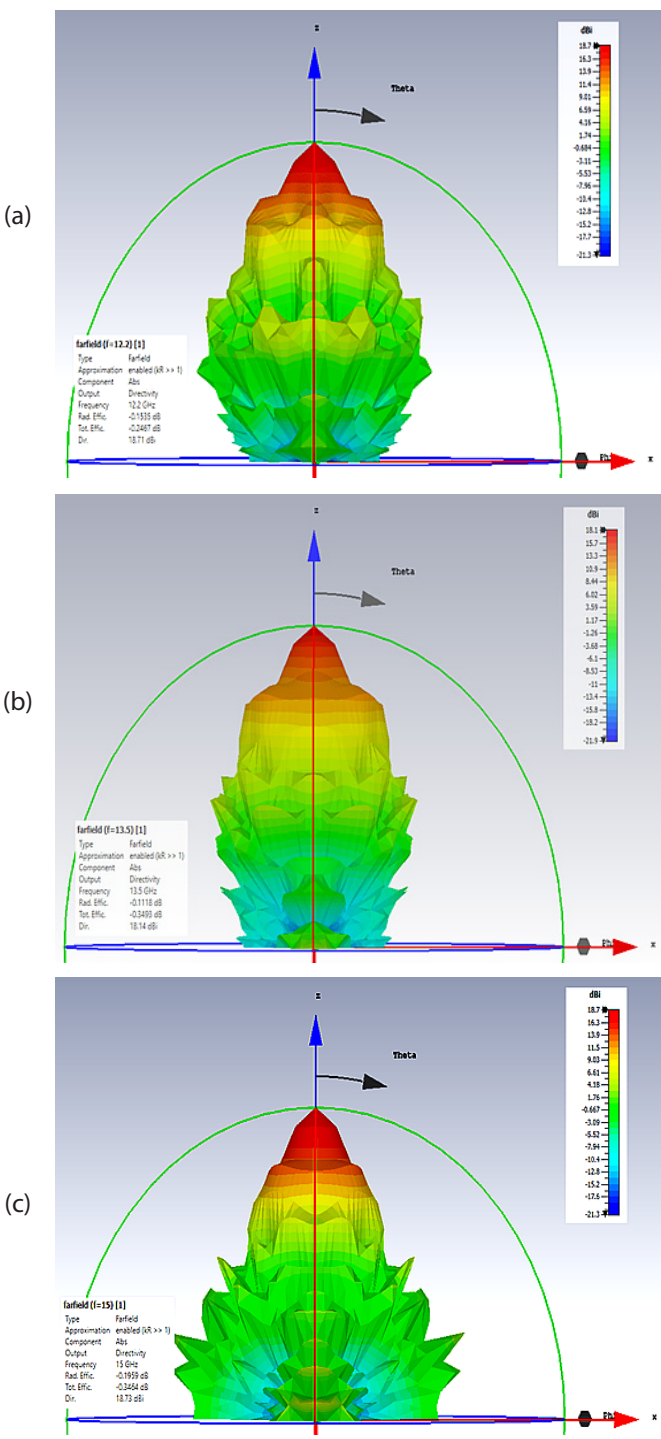 (a)
z
Theta
dBi
18.7
16.3
13.9
11.4
9.01
6.59
4.16
1.74
-0.684
-3.11
-5.53
-7.96
-10.4
-12.8
-15.2
-17.7
-21.3
farfield (f=12.2) [1]
Type Farfield
Approximation enabled (kR >> 1)
Component Abs
Output Directivity
Frequency 12.2 GHz
Rad. Effic. -0.1535 dB
Tot. Effic. -0.2467 dB
Dir. 18.71 dBi
x
(b)
z
Theta
dBi
18.1
15.7
13.3
10.9
8.44
6.02
3.59
1.17
-1.26
-3.68
-6.1
-8.53
-11
-13.4
-15.8
-18.2
-21.9
farfield (f=13.5) [1]
Type Farfield
Approximation enabled (kR >> 1)
Component Abs
Output Directivity
Frequency 13.5 GHz
Rad. Effic. -0.1118 dB
Tot. Effic. -0.3493 dB
Dir. 18.14 dBi
x
(c)
z
Theta
dBi
18.7
16.3
13.9
11.5
9.03
6.61
4.18
1.76
-0.667
-3.09
-5.52
-7.94
-10.4
-12.8
-15.2
-17.6
-21.3
farfield (f=15) [1]
Type Farfield
Approximation enabled (kR >> 1)
Component Abs
Output Directivity
Frequency 15 GHz
Rad. Effic. -0.1959 dB
Tot. Effic. -0.3464 dB
Dir. 18.73 dBi
x